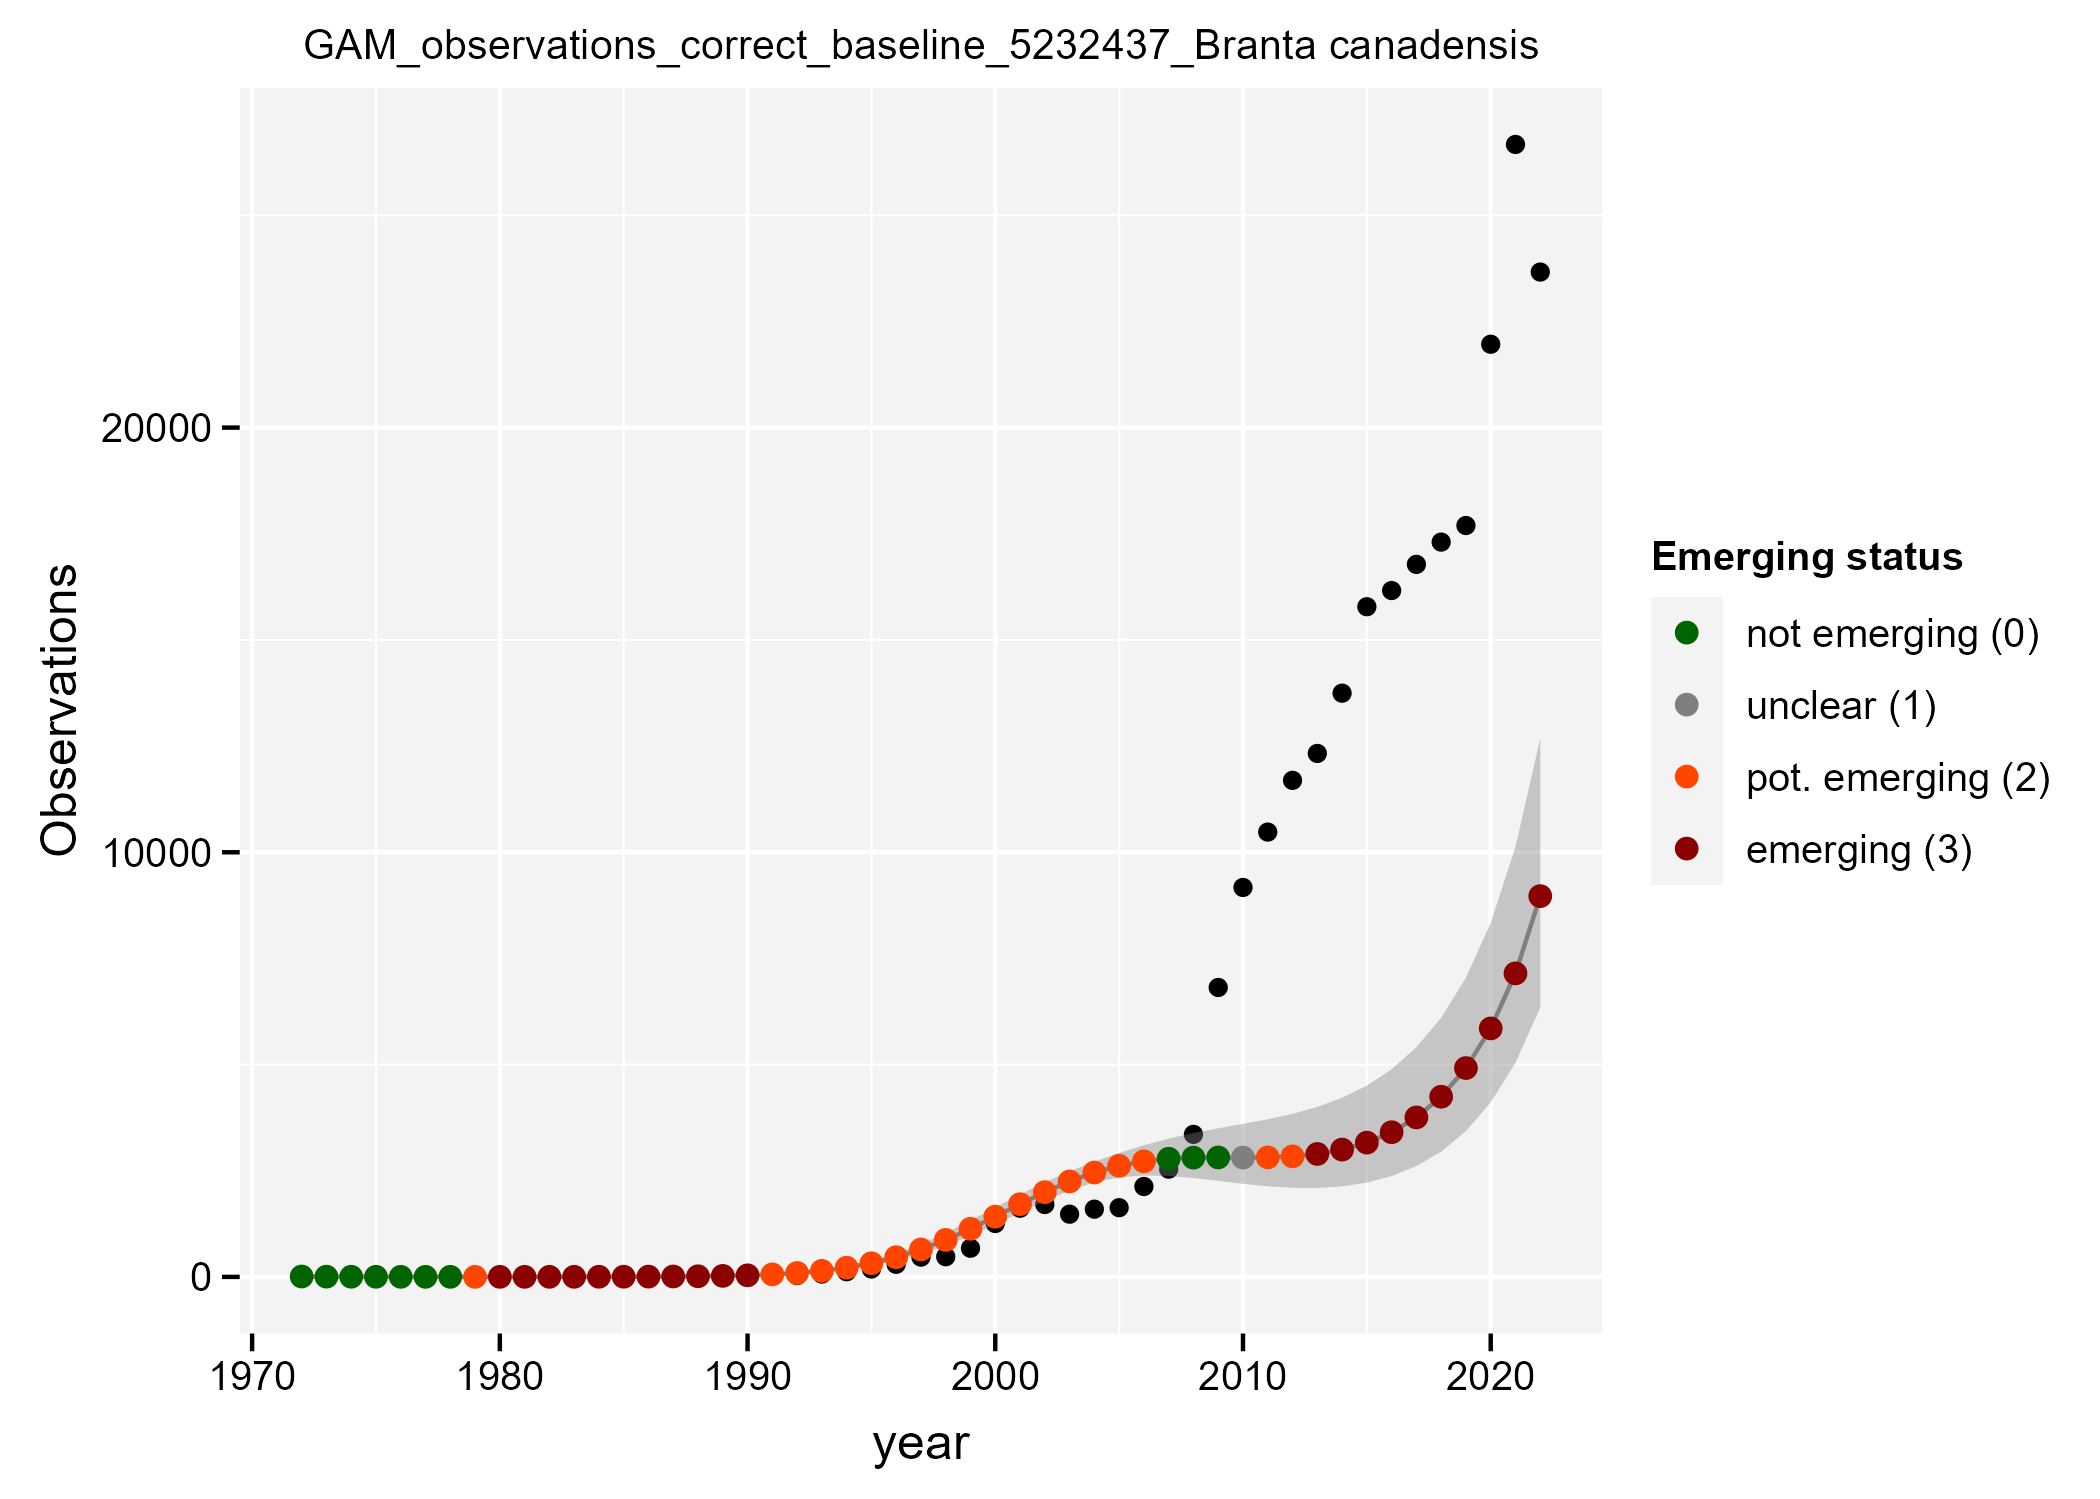 GAM_observations_correct_baseline_5232437_Branta canadensis
Observations
20000
10000
0
1970 1980 1990 2000 2010 2020
year
Emerging status
not emerging (0)
unclear (1)
pot. emerging (2)
emerging (3)